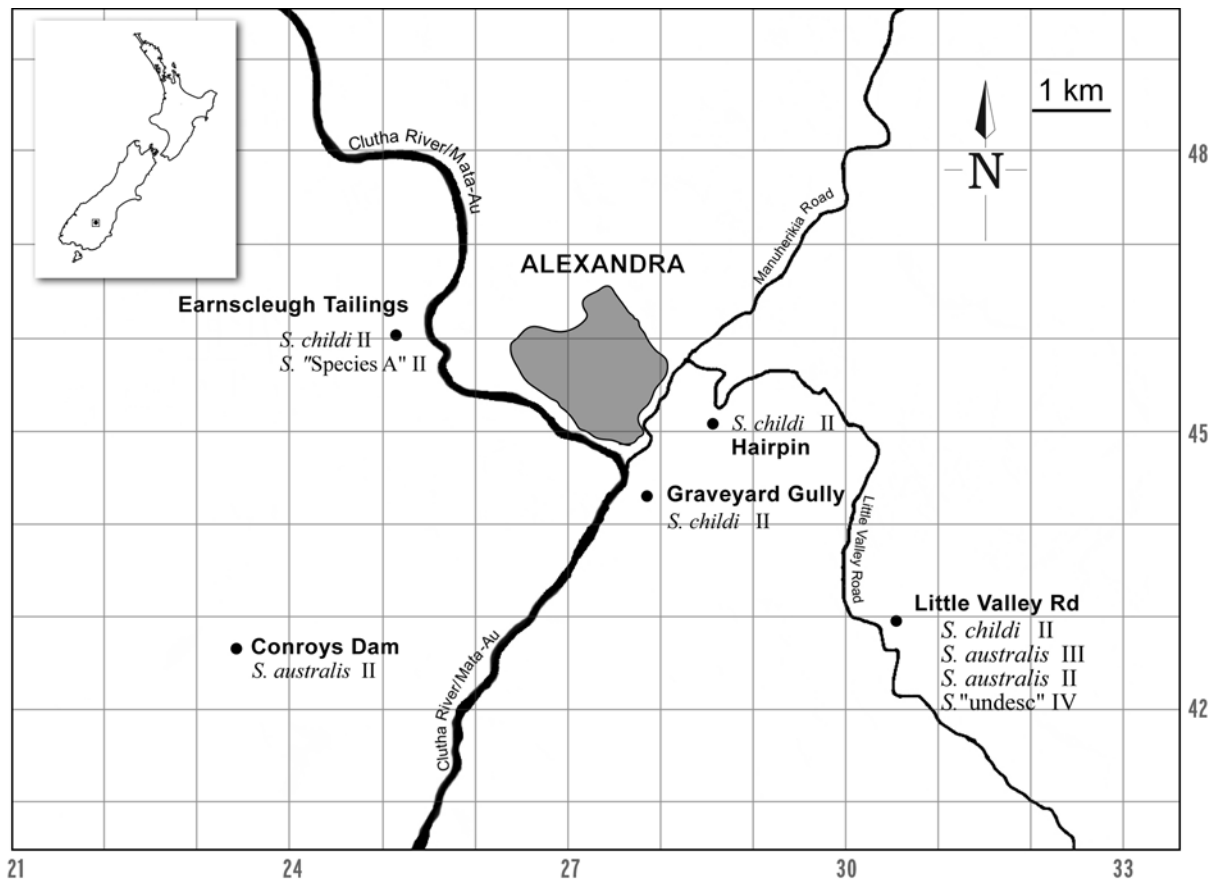 1 km
N
48
Clutha River/Mata-Au
Manuherikia Road
ALEXANDRA
Earnscleugh Tailings
S. childi II
S. "Species A" II
S. childi II
Hairpin
45
Graveyard Gully
S. childi II
Little Valley Road
Little Valley Rd
S. childi II
S. australis III
S. australis II
S."undesc" IV
Conroys Dam
S. australis II
Clutha River/Mata-Au
42
21
24
27
30
33